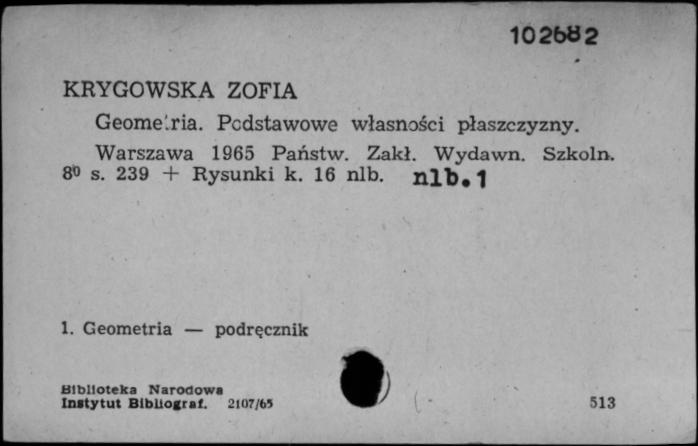 102682
KRYGOWSKA ZOFIA
Geometria. Podstawowe własności płaszczyzny.
Warszawa 1965 Państw. Zakł. Wydawn. Szkoln.
8⁰ s. 239 + Rysunki k. 16 nlb. nlb.1
1. Geometria — podręcznik
Biblioteka Narodowa
Instytut Bibliograf. 2107/65
513